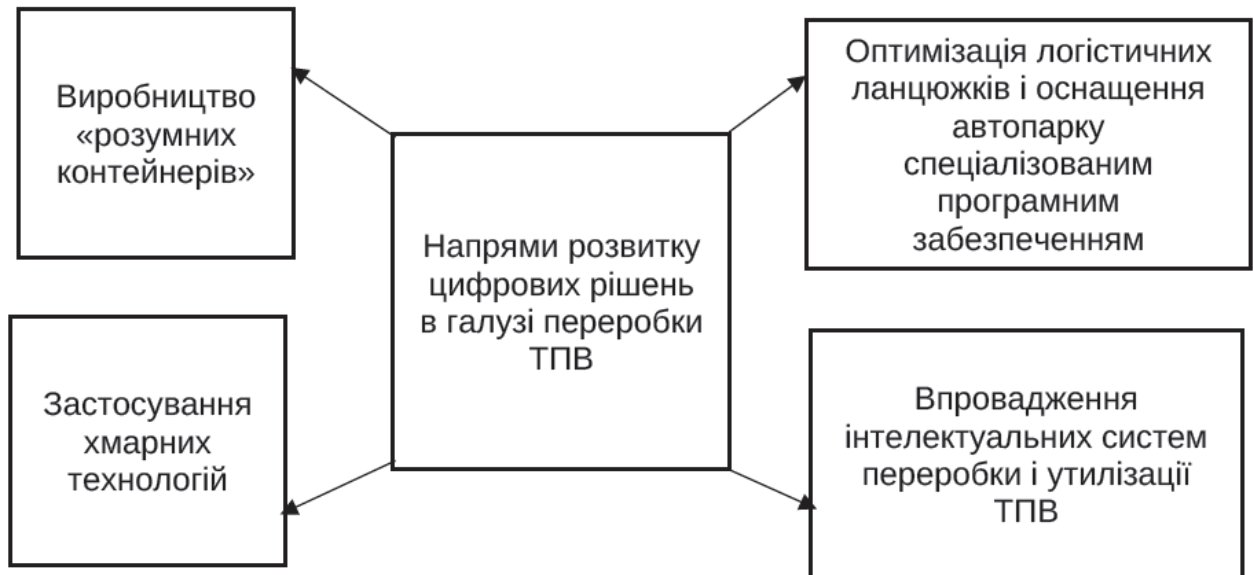 Виробництво
«розумних
контейнерів»
Оптимізація логістичних
ланцюжків і оснащення
автопарку
спеціалізованим
програмним
забезпеченням
Напрями розвитку
цифрових рішень
в галузі переробки
ТПВ
Застосування
хмарних
технологій
Впровадження
інтелектуальних систем
переробки і утилізації
ТПВ